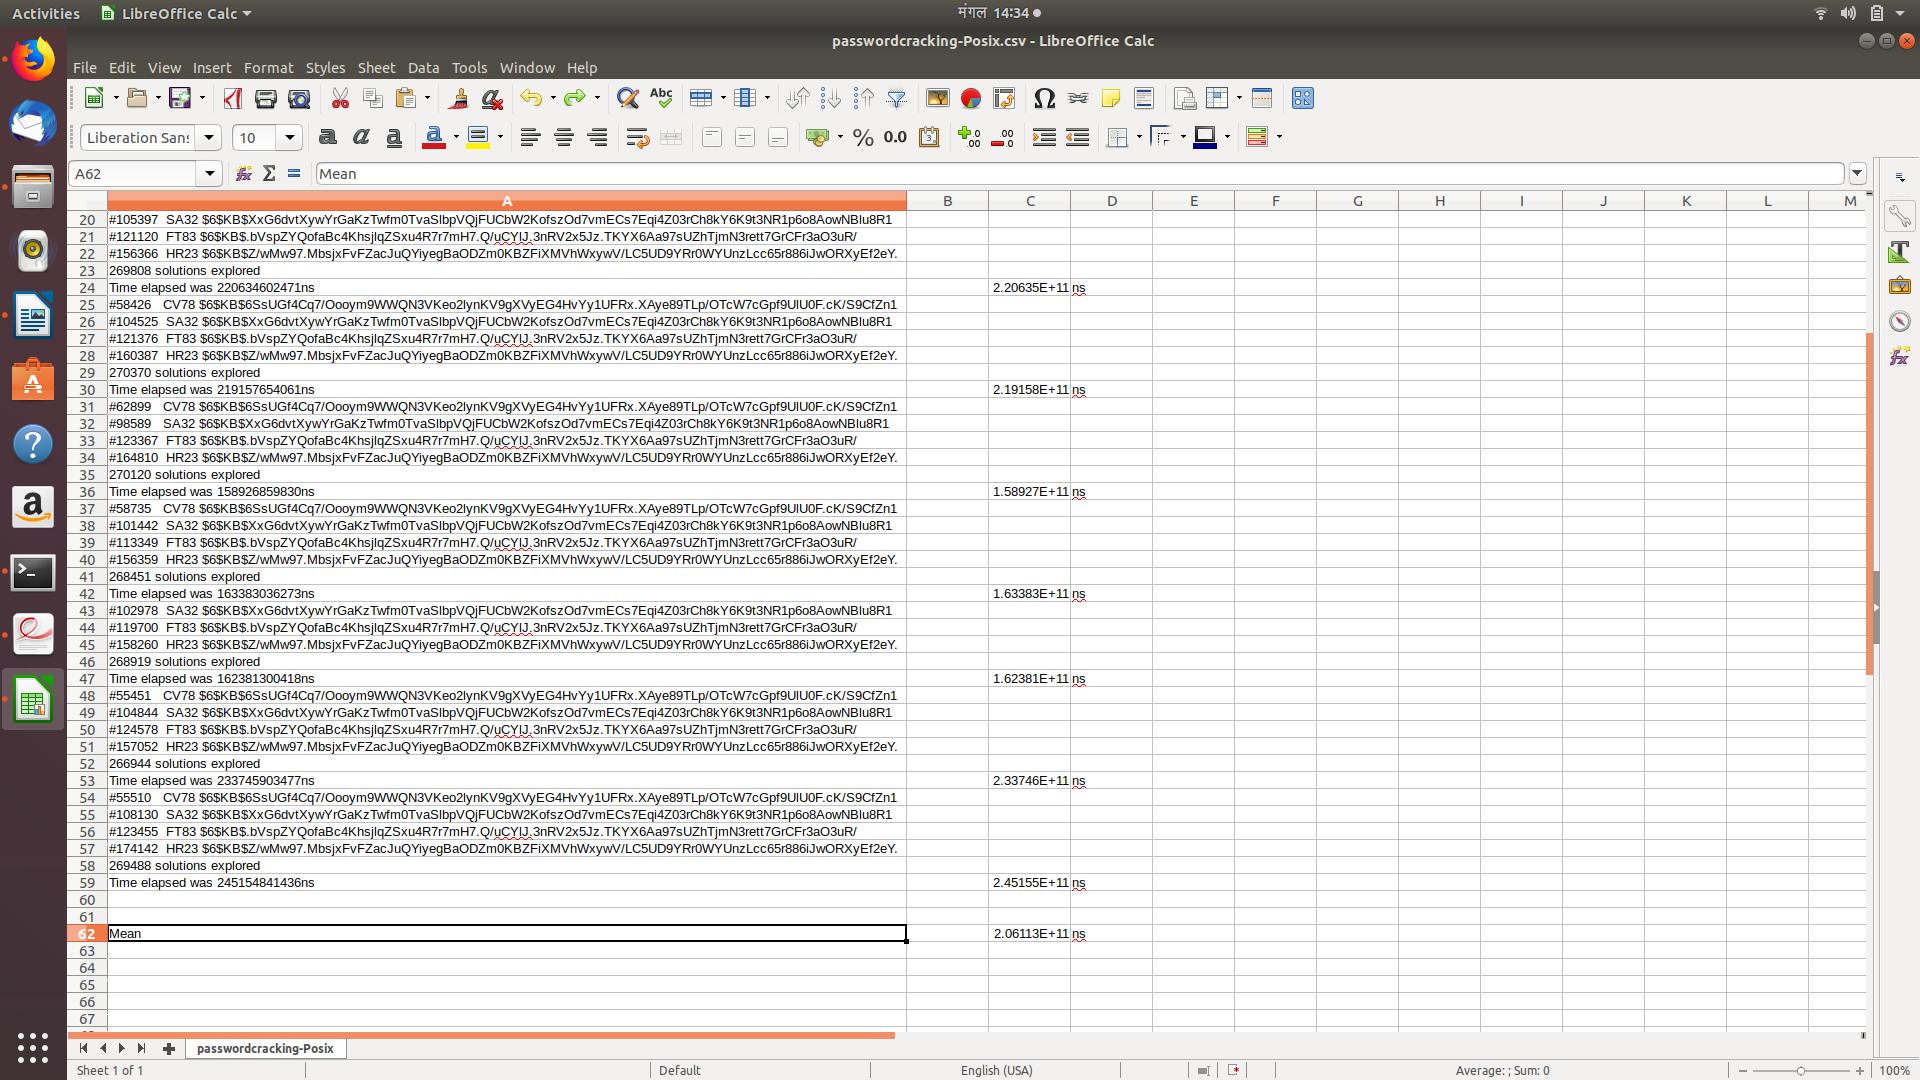 Activities LibreOffice Calc मंगल 14:34
passwordcracking-Posix.csv - LibreOffice Calc
File Edit View Insert Format Styles Sheet Data Tools Window Help
Liberation Sans 10
A62 Mean
A B C D E F G H I J K L M
20 #105397 SA32 $6$KB$XxG6dvtXywYrGaKzTwfm0TvaSlbpVQjFUCbW2KofszOd7vmECs7Eqi4Z03rCh8kY6K9t3NR1p6o8AowNBlu8R1
21 #121120 FT83 $6$KB$.bVspZYQofaBc4KhsjlqZSxu4R7r7mH7.Q/uCYlJ.3nRV2x5Jz.TKYX6Aa97sUZhTjmN3rett7GrCFr3aO3uR/
22 #156366 HR23 $6$KB$Z/wMw97.MbsjxFvFZacJuQYiyegBaODZm0KBZFiXMVhWxywV/LC5UD9YRr0WYUnzLcc65r886iJwORXyEf2eY.
23 269808 solutions explored
24 Time elapsed was 220634602471ns 2.20635E+11 ns
25 #58426 CV78 $6$KB$6SsUGf4Cq7/Oooym9WWQN3VKeo2lynKV9gXVyEG4HvYy1UFRx.XAye89TLp/OTcW7cGpf9UlU0F.cK/S9CfZn1
26 #104525 SA32 $6$KB$XxG6dvtXywYrGaKzTwfm0TvaSlbpVQjFUCbW2KofszOd7vmECs7Eqi4Z03rCh8kY6K9t3NR1p6o8AowNBlu8R1
27 #121376 FT83 $6$KB$.bVspZYQofaBc4KhsjlqZSxu4R7r7mH7.Q/uCYlJ.3nRV2x5Jz.TKYX6Aa97sUZhTjmN3rett7GrCFr3aO3uR/
28 #160387 HR23 $6$KB$Z/wMw97.MbsjxFvFZacJuQYiyegBaODZm0KBZFiXMVhWxywV/LC5UD9YRr0WYUnzLcc65r886iJwORXyEf2eY.
29 270370 solutions explored
30 Time elapsed was 219157654061ns 2.19158E+11 ns
31 #62899 CV78 $6$KB$6SsUGf4Cq7/Oooym9WWQN3VKeo2lynKV9gXVyEG4HvYy1UFRx.XAye89TLp/OTcW7cGpf9UlU0F.cK/S9CfZn1
32 #98589 SA32 $6$KB$XxG6dvtXywYrGaKzTwfm0TvaSlbpVQjFUCbW2KofszOd7vmECs7Eqi4Z03rCh8kY6K9t3NR1p6o8AowNBlu8R1
33 #123367 FT83 $6$KB$.bVspZYQofaBc4KhsjlqZSxu4R7r7mH7.Q/uCYlJ.3nRV2x5Jz.TKYX6Aa97sUZhTjmN3rett7GrCFr3aO3uR/
34 #164810 HR23 $6$KB$Z/wMw97.MbsjxFvFZacJuQYiyegBaODZm0KBZFiXMVhWxywV/LC5UD9YRr0WYUnzLcc65r886iJwORXyEf2eY.
35 270120 solutions explored
36 Time elapsed was 158926859830ns 1.58927E+11 ns
37 #58735 CV78 $6$KB$6SsUGf4Cq7/Oooym9WWQN3VKeo2lynKV9gXVyEG4HvYy1UFRx.XAye89TLp/OTcW7cGpf9UlU0F.cK/S9CfZn1
38 #101442 SA32 $6$KB$XxG6dvtXywYrGaKzTwfm0TvaSlbpVQjFUCbW2KofszOd7vmECs7Eqi4Z03rCh8kY6K9t3NR1p6o8AowNBlu8R1
39 #113349 FT83 $6$KB$.bVspZYQofaBc4KhsjlqZSxu4R7r7mH7.Q/uCYlJ.3nRV2x5Jz.TKYX6Aa97sUZhTjmN3rett7GrCFr3aO3uR/
40 #156359 HR23 $6$KB$Z/wMw97.MbsjxFvFZacJuQYiyegBaODZm0KBZFiXMVhWxywV/LC5UD9YRr0WYUnzLcc65r886iJwORXyEf2eY.
41 268451 solutions explored
42 Time elapsed was 163383036273ns 1.63383E+11 ns
43 #102978 SA32 $6$KB$XxG6dvtXywYrGaKzTwfm0TvaSlbpVQjFUCbW2KofszOd7vmECs7Eqi4Z03rCh8kY6K9t3NR1p6o8AowNBlu8R1
44 #119700 FT83 $6$KB$.bVspZYQofaBc4KhsjlqZSxu4R7r7mH7.Q/uCYlJ.3nRV2x5Jz.TKYX6Aa97sUZhTjmN3rett7GrCFr3aO3uR/
45 #158260 HR23 $6$KB$Z/wMw97.MbsjxFvFZacJuQYiyegBaODZm0KBZFiXMVhWxywV/LC5UD9YRr0WYUnzLcc65r886iJwORXyEf2eY.
46 268919 solutions explored
47 Time elapsed was 162381300418ns 1.62381E+11 ns
48 #55451 CV78 $6$KB$6SsUGf4Cq7/Oooym9WWQN3VKeo2lynKV9gXVyEG4HvYy1UFRx.XAye89TLp/OTcW7cGpf9UlU0F.cK/S9CfZn1
49 #104844 SA32 $6$KB$XxG6dvtXywYrGaKzTwfm0TvaSlbpVQjFUCbW2KofszOd7vmECs7Eqi4Z03rCh8kY6K9t3NR1p6o8AowNBlu8R1
50 #124578 FT83 $6$KB$.bVspZYQofaBc4KhsjlqZSxu4R7r7mH7.Q/uCYlJ.3nRV2x5Jz.TKYX6Aa97sUZhTjmN3rett7GrCFr3aO3uR/
51 #157052 HR23 $6$KB$Z/wMw97.MbsjxFvFZacJuQYiyegBaODZm0KBZFiXMVhWxywV/LC5UD9YRr0WYUnzLcc65r886iJwORXyEf2eY.
52 266944 solutions explored
53 Time elapsed was 233745903477ns 2.33746E+11 ns
54 #55510 CV78 $6$KB$6SsUGf4Cq7/Oooym9WWQN3VKeo2lynKV9gXVyEG4HvYy1UFRx.XAye89TLp/OTcW7cGpf9UlU0F.cK/S9CfZn1
55 #108130 SA32 $6$KB$XxG6dvtXywYrGaKzTwfm0TvaSlbpVQjFUCbW2KofszOd7vmECs7Eqi4Z03rCh8kY6K9t3NR1p6o8AowNBlu8R1
56 #123455 FT83 $6$KB$.bVspZYQofaBc4KhsjlqZSxu4R7r7mH7.Q/uCYlJ.3nRV2x5Jz.TKYX6Aa97sUZhTjmN3rett7GrCFr3aO3uR/
57 #174142 HR23 $6$KB$Z/wMw97.MbsjxFvFZacJuQYiyegBaODZm0KBZFiXMVhWxywV/LC5UD9YRr0WYUnzLcc65r886iJwORXyEf2eY.
58 269488 solutions explored
59 Time elapsed was 245154841436ns 2.45155E+11 ns
60
61
62 Mean 2.06113E+11 ns
63
64
65
66
67
passwordcracking-Posix
Sheet 1 of 1 Default English (USA) Average: ; Sum: 0 100%